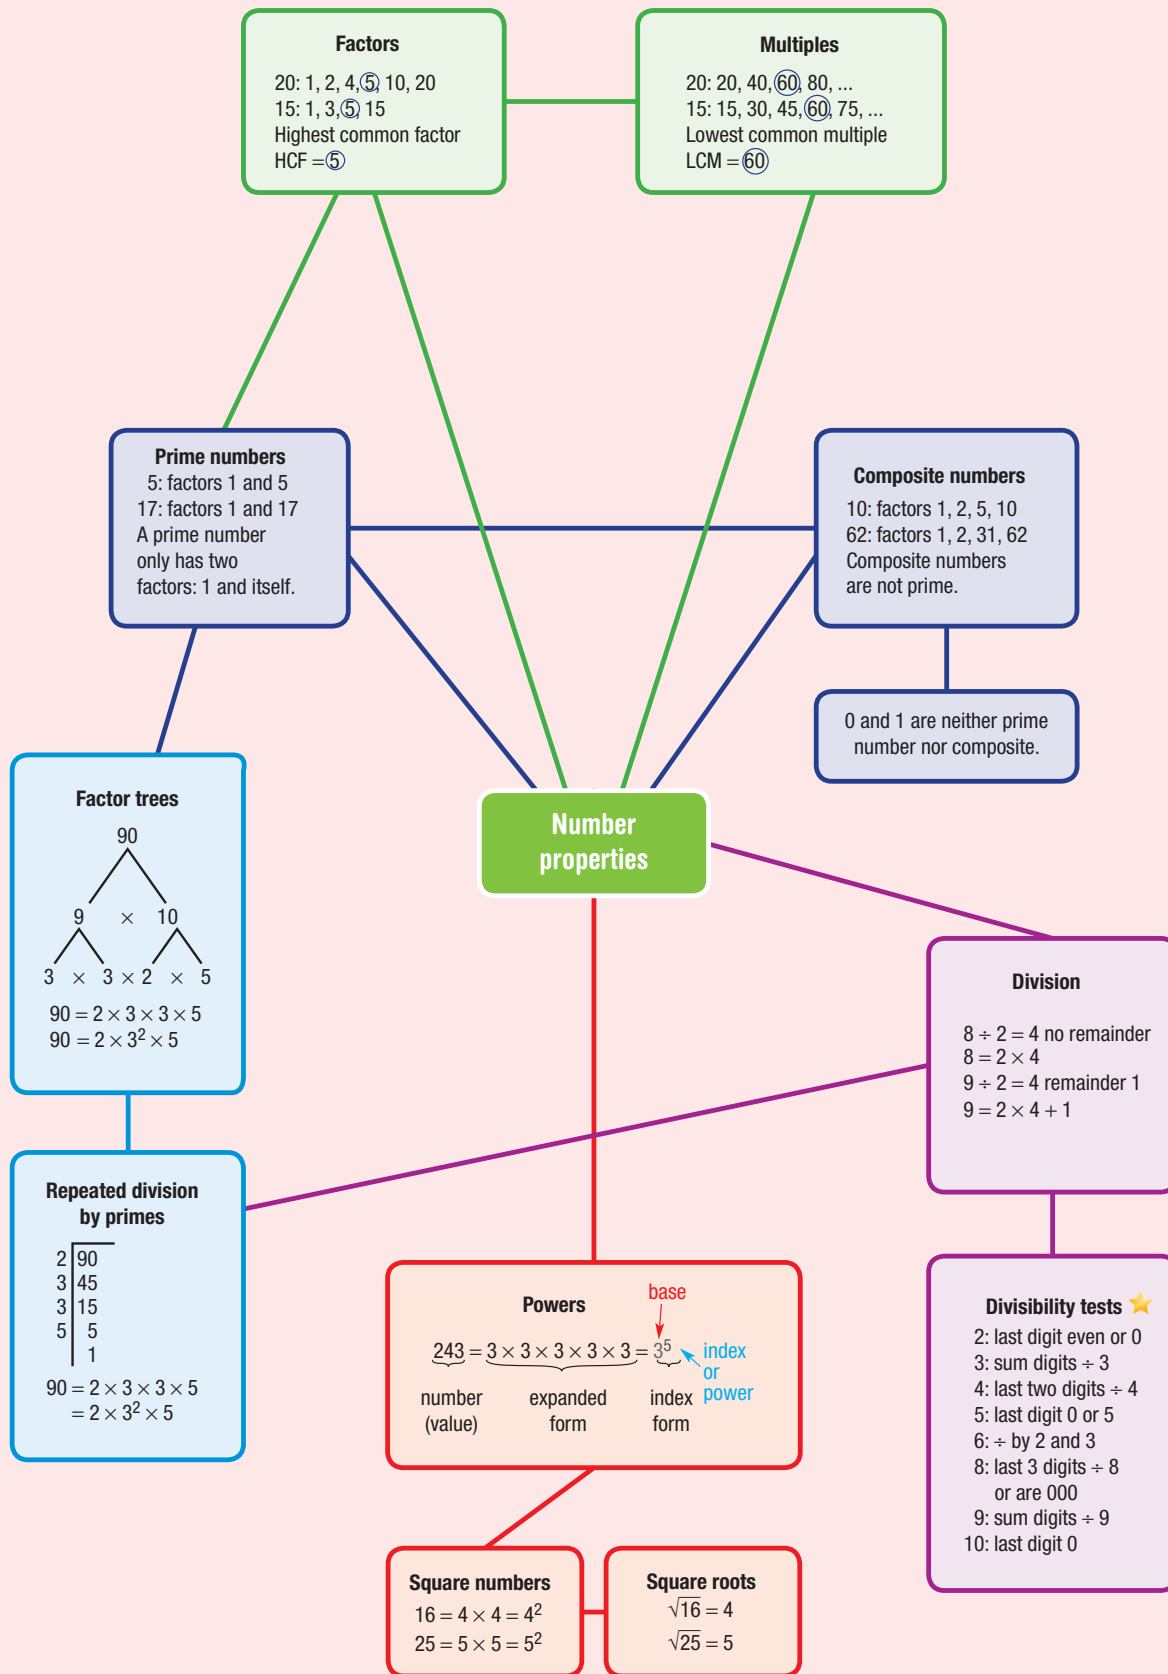 Factors
20: 1, 2, 4, 5, 10, 20
15: 1, 3, 5, 15
Highest common factor
HCF = 5
Multiples
20: 20, 40, 60, 80, ...
15: 15, 30, 45, 60, 75, ...
Lowest common multiple
LCM = 60
Prime numbers
5: factors 1 and 5
17: factors 1 and 17
A prime number
only has two
factors: 1 and itself.
Composite numbers
10: factors 1, 2, 5, 10
62: factors 1, 2, 31, 62
Composite numbers
are not prime.
0 and 1 are neither prime
number nor composite.
Number
properties
Factor trees
90
9 × 10
3 × 3 × 2 × 5
90 = 2 × 3 × 3 × 5
90 = 2 × 3² × 5
Division
8 ÷ 2 = 4 no remainder
8 = 2 × 4
9 ÷ 2 = 4 remainder 1
9 = 2 × 4 + 1
Repeated division
by primes
2 90
3 45
3 15
5 5
1
90 = 2 × 3 × 3 × 5
= 2 × 3² × 5
Powers
base
243 = 3 × 3 × 3 × 3 × 3 = 3⁵
index
or
power
number
(value)
expanded
form
index
form
Divisibility tests
2: last digit even or 0
3: sum digits ÷ 3
4: last two digits ÷ 4
5: last digit 0 or 5
6: ÷ by 2 and 3
8: last 3 digits ÷ 8
or are 000
9: sum digits ÷ 9
10: last digit 0
Square numbers
16 = 4 × 4 = 4²
25 = 5 × 5 = 5²
Square roots
√16 = 4
√25 = 5